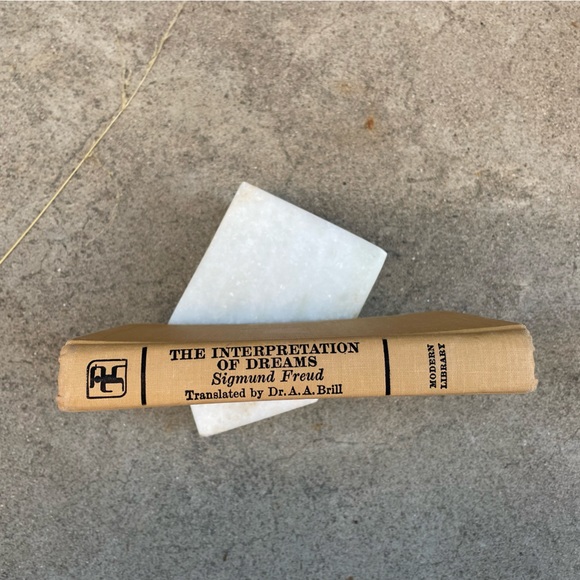 THE INTERPRETATION
OF DREAMS
Sigmund Freud
Translated by Dr. A. A. Brill
MODERN
LIBRARY